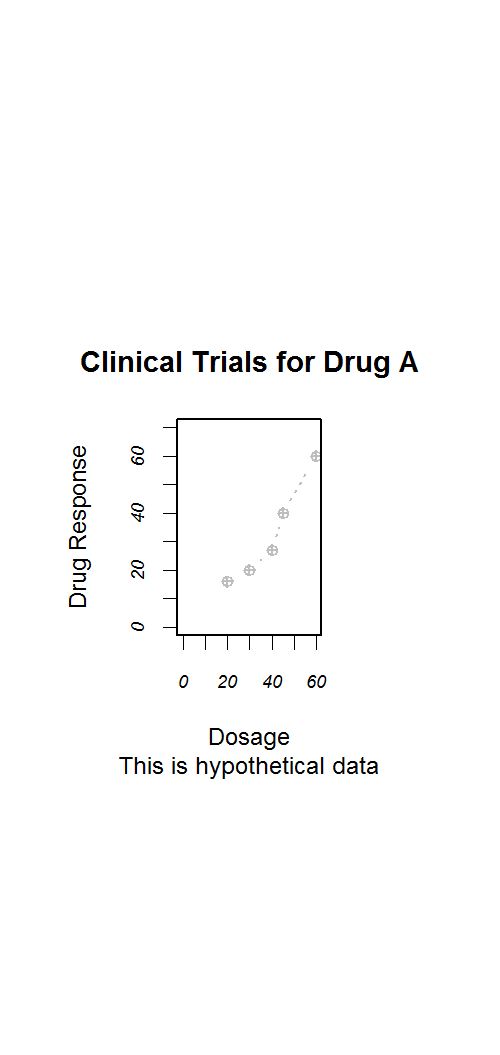 Clinical Trials for Drug A
Drug Response
60
40
20
0
0 20 40 60
Dosage
This is hypothetical data